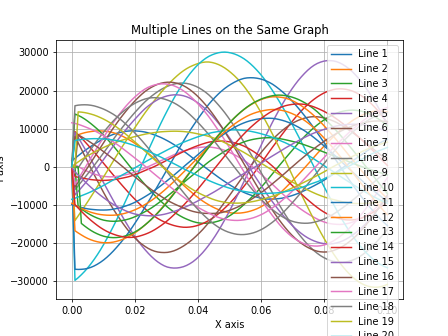 Multiple Lines on the Same Graph
30000
20000
10000
0
−10000
−20000
−30000
0.00
0.02
0.04
0.06
X axis
Line 1
Line 2
Line 3
Line 4
Line 5
Line 6
Line 7
Line 8
Line 9
Line 10
Line 11
Line 12
Line 13
Line 14
Line 15
Line 16
Line 17
Line 18
Line 19
Line 20